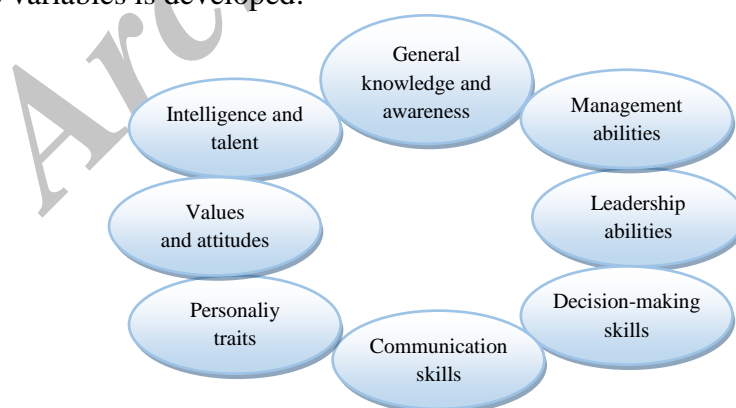 variables is developed.
General
knowledge and
awareness
Intelligence and
talent
Management
abilities
Values
and attitudes
Leadership
abilities
Personaliy
traits
Decision-making
skills
Communication
skills